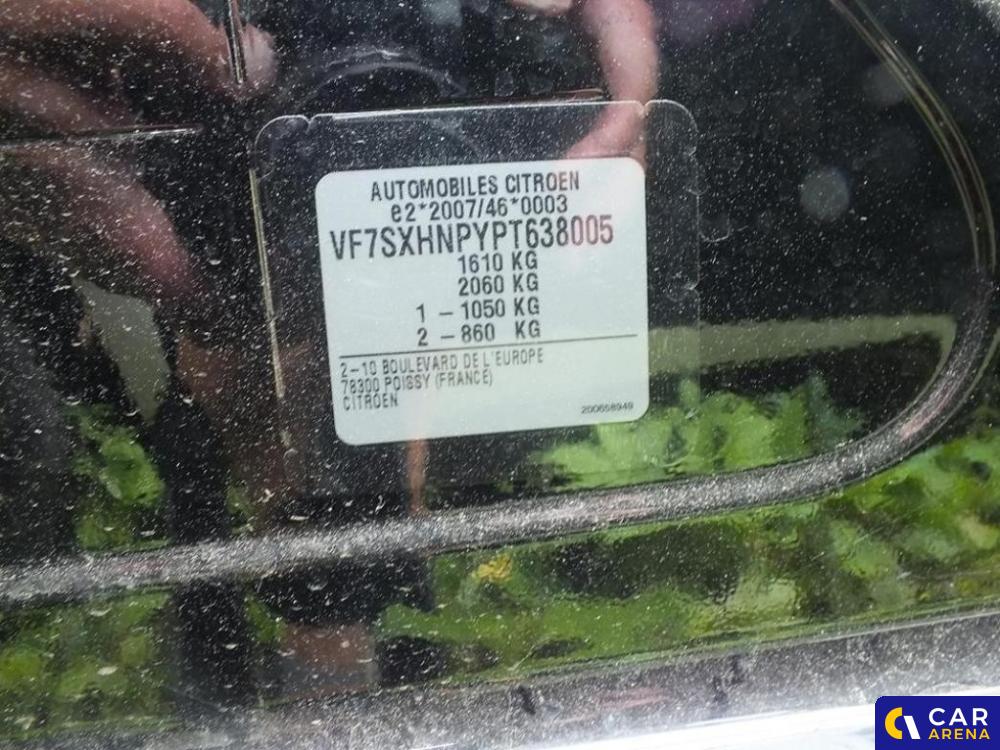 AUTOMOBILES CITROEN
e2*2007/46*0003
VF7SXHNPYPT638005
1610 KG
2060 KG
1 - 1050 KG
2 - 860 KG
2-10 BOULEVARD DE L'EUROPE
78300 POISSY (FRANCE)
CITROEN
200658949
CAR
ARENA